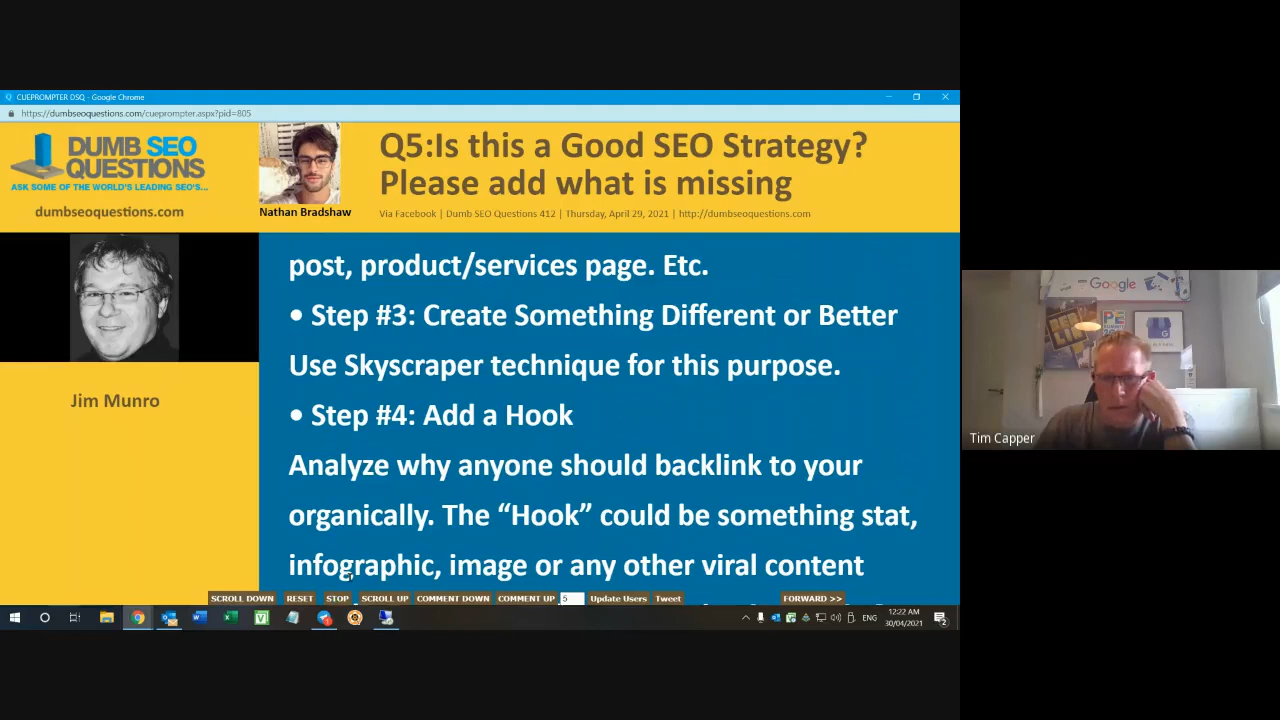 CUEPROMPTER DSQ - Google Chrome
https://dumbseoquestions.com/cueprompter.aspx?pid=805
DUMB SEO
QUESTIONS
ASK SOME OF THE WORLD'S LEADING SEO'S...
dumbseoquestions.com
Nathan Bradshaw
Q5:Is this a Good SEO Strategy?
Please add what is missing
Via Facebook | Dumb SEO Questions 412 | Thursday, April 29, 2021 | http://dumbseoquestions.com
Jim Munro
post, product/services page. Etc.
• Step #3: Create Something Different or Better
Use Skyscraper technique for this purpose.
• Step #4: Add a Hook
Analyze why anyone should backlink to your
organically. The “Hook” could be something stat,
infographic, image or any other viral content
SCROLL DOWN RESET STOP SCROLL UP COMMENT DOWN COMMENT UP 5 Update Users Tweet FORWARD >>
ENG
12:22 AM
30/04/2021
2
Google
PE
Tim Capper